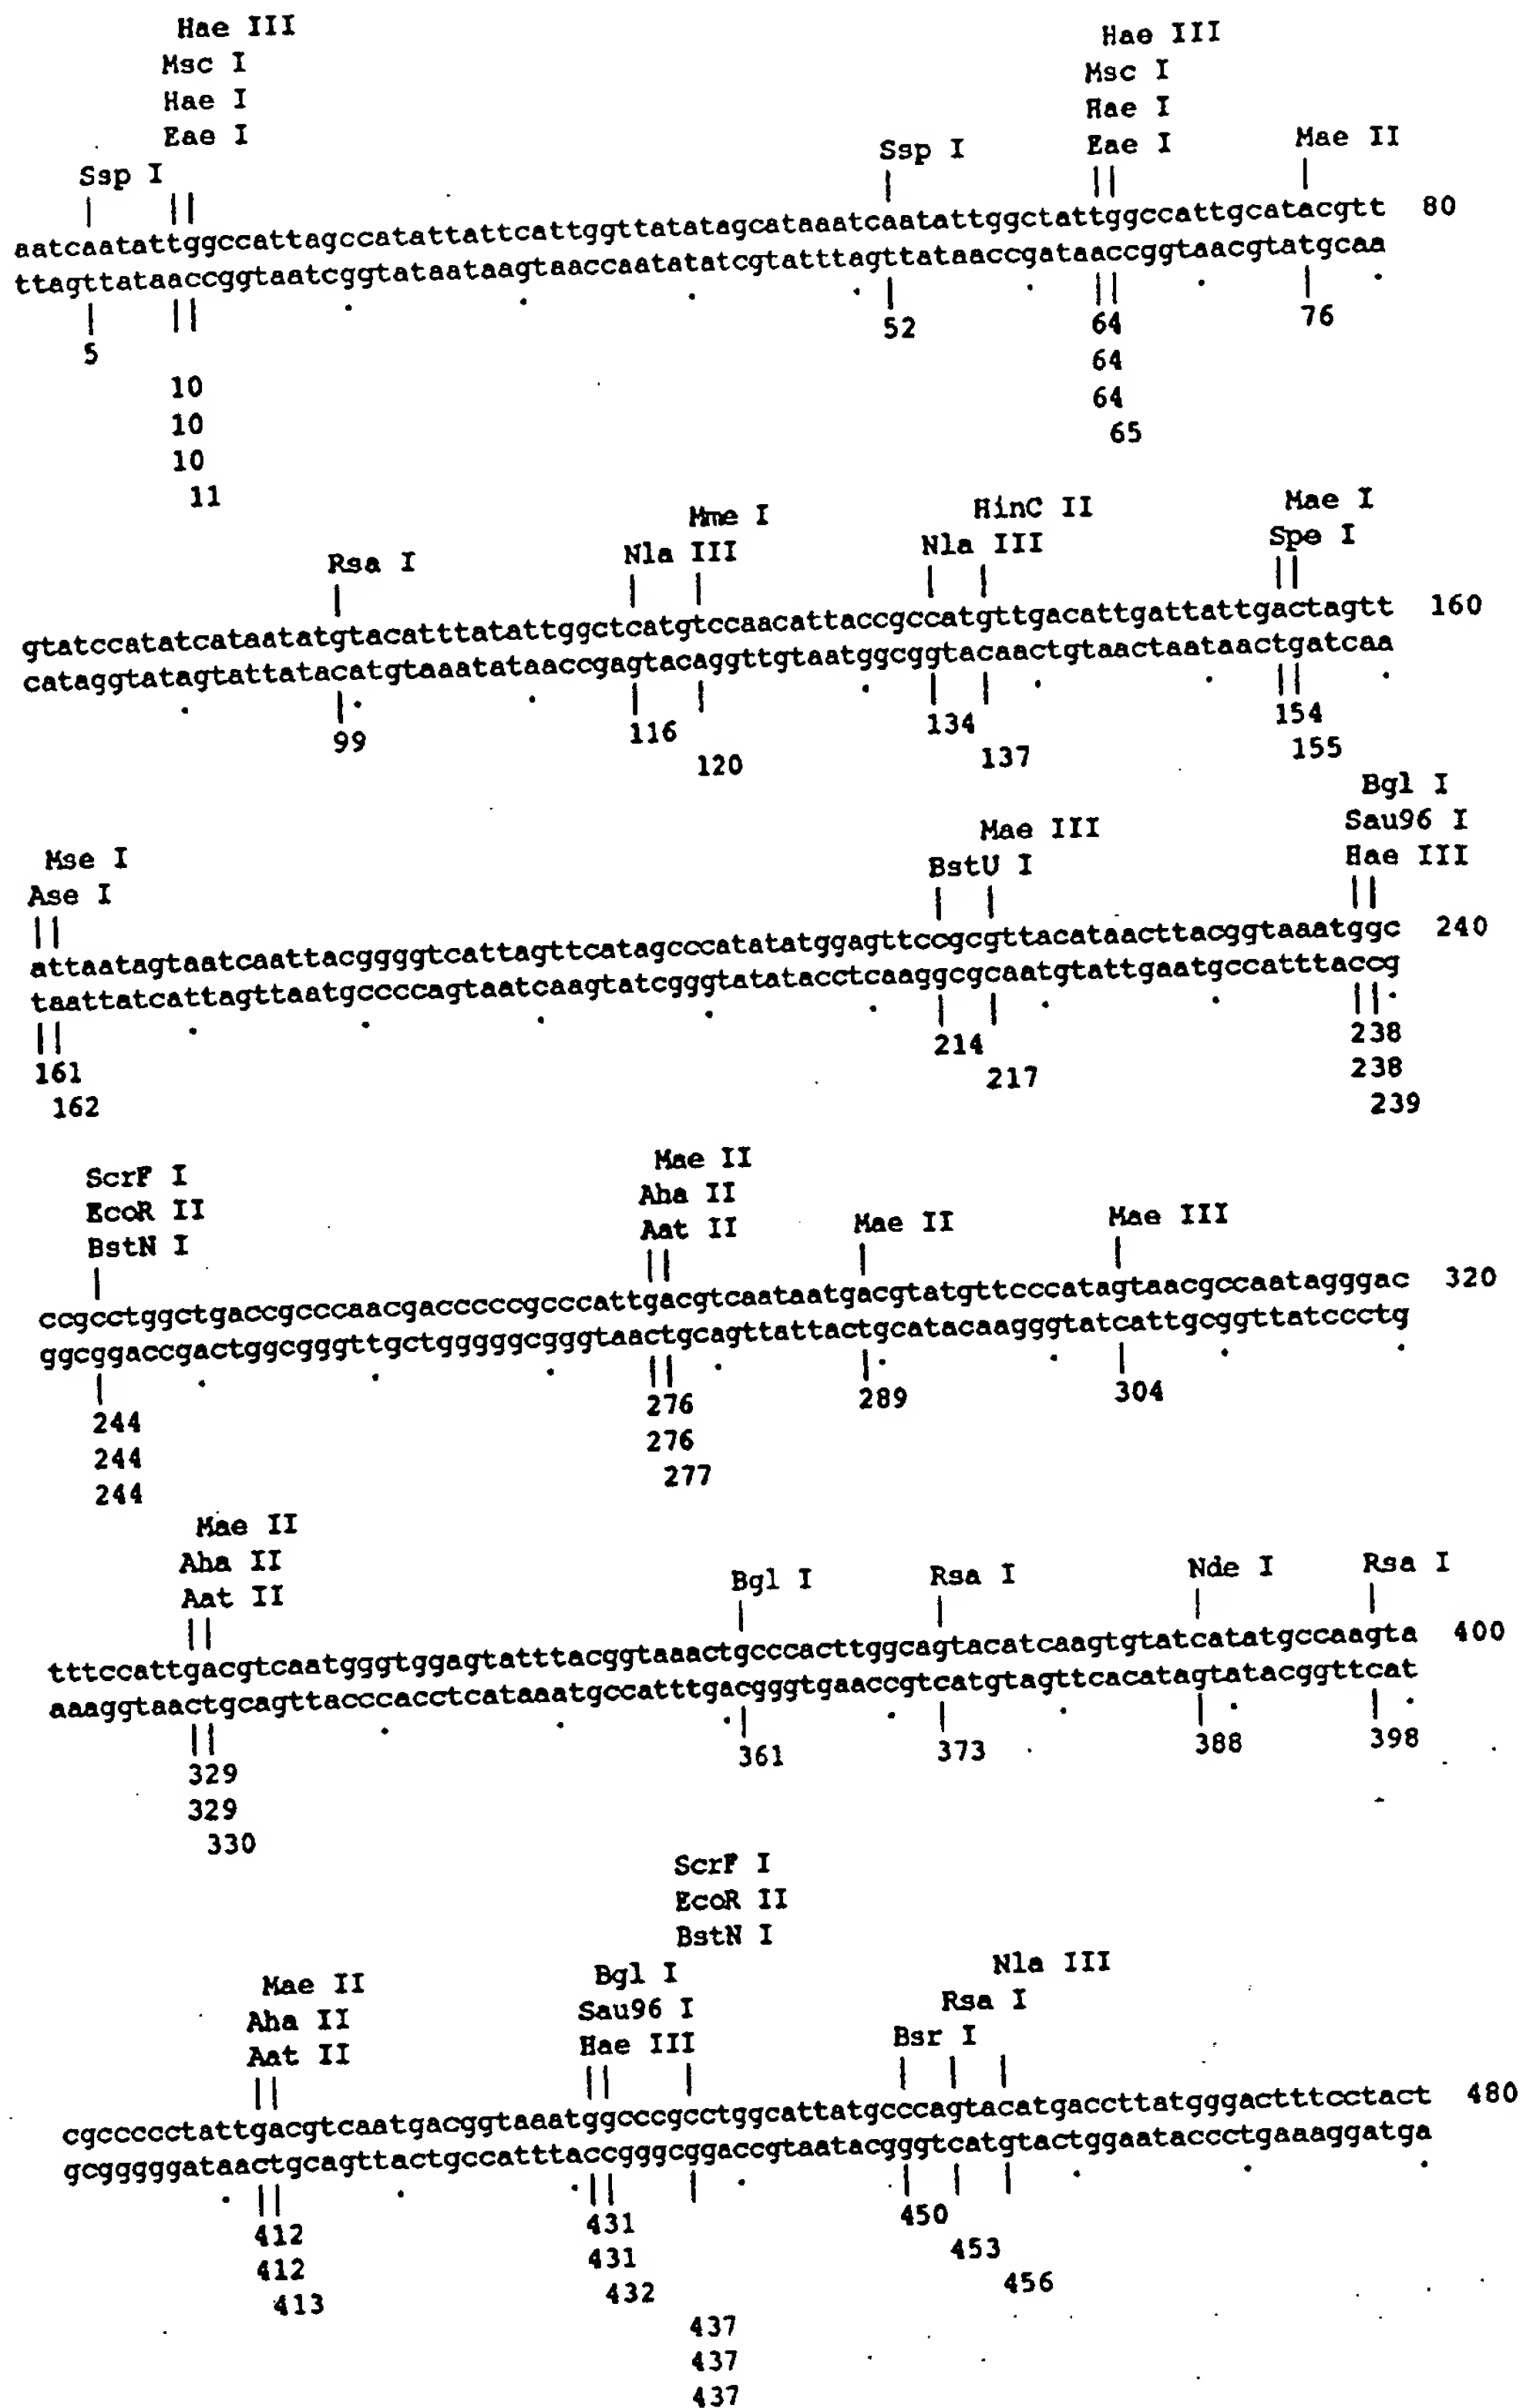 Hae III Hae III
Msc I Msc I
Hae I Hae I
Eae I Ssp I Eae I Mae II
Ssp I
aatcaatattggccattagccatattattcattggttatatagcataaatcaatattggctattggccattgcatacgtt 80
ttagttataaccggtaatcggtataataagtaaccaatatatcgtatttagttataaccgataaccggtaacgtatgcaa
5 52 64 76
10 64
10 64
10 65
11
Mme I HinC II Mae I
Rsa I Nla III Nla III Spe I
gtatccatatcataatatgtacatttatattggctcatgtccaacattaccgccatgttgacattgattattgactagtt 160
cataggtatagtattatacatgtaaatataaccgagtacaggttgtaatggcggtacaactgtaactaataactgatcaa
99 116 134 154
120 137 155
Bgl I
Mse I Mae III Sau96 I
Ase I BstU I Hae III
attaatagtaatcaattacggggtcattagttcatagcccatatatggagttccgcgttacataacttacggtaaatggc 240
taattatcattagttaatgccccagtaatcaagtatcgggtatatacctcaaggcgcaatgtattgaatgccatttaccg
161 214 238
162 217 238
239
ScrF I Mae II
EcoR II Aha II
BstN I Aat II Mae II Mae III
ccgcctggctgaccgcccaacgacccccgcccattgacgtcaataatgacgtatgttcccatagtaacgccaatagggac 320
ggcggaccgactggcgggttgctgggggcgggtaactgcagttattactgcatacaagggtatcattgcggttatccctg
244 276 289 304
244 276
244 277
Mae II
Aha II
Aat II Bgl I Rsa I Nde I Rsa I
tttccattgacgtcaatgggtggagtatttacggtaaactgcccacttggcagtacatcaagtgtatcatatgccaagta 400
aaaggtaactgcagttacccacctcataaatgccatttgacgggtgaaccgtcatgtagttcacatagtatacggttcat
329 361 373 388 398
329
330
ScrF I
EcoR II
BstN I
Mae II Bgl I Nla III
Aha II Sau96 I Rsa I
Aat II Hae III Bsr I
cgccccctattgacgtcaatgacggtaaatggcccgcctggcattatgcccagtacatgaccttatgggactttcctact 480
gcgggggataactgcagttactgccatttaccgggcggaccgtaatacgggtcatgtactggaataccctgaaaggatga
412 431 450
412 431 453
413 432 456
437
437
437